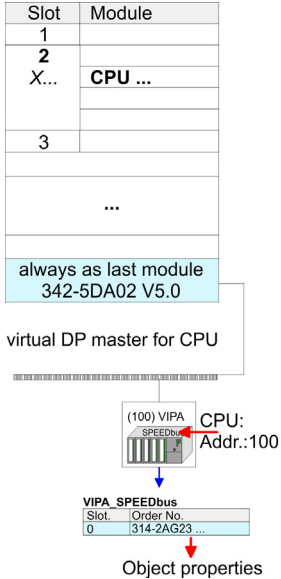 Slot Module
1
2
X... CPU ...
3
...
always as last module
342-5DA02 V5.0
virtual DP master for CPU
(100) VIPA
SPEEDbus
CPU:
Addr.:100
VIPA_SPEEDbus
Slot. Order No.
0 314-2AG23 ...
Object properties